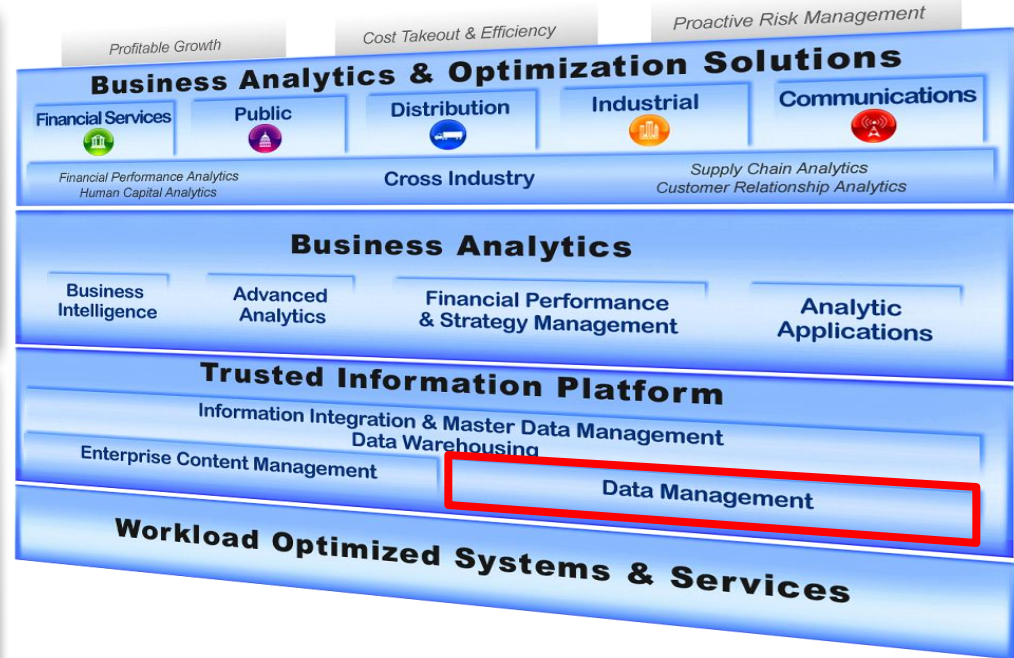 Profitable Growth
Cost Takeout & Efficiency
Proactive Risk Management
Business Analytics & Optimization Solutions
Financial Services
Public
Distribution
Industrial
Communications
Financial Performance Analytics
Human Capital Analytics
Cross Industry
Supply Chain Analytics
Customer Relationship Analytics
Business Analytics
Business
Intelligence
Advanced
Analytics
Financial Performance
& Strategy Management
Analytic
Applications
Trusted Information Platform
Information Integration & Master Data Management
Data Warehousing
Enterprise Content Management
Data Management
Workload Optimized Systems & Services